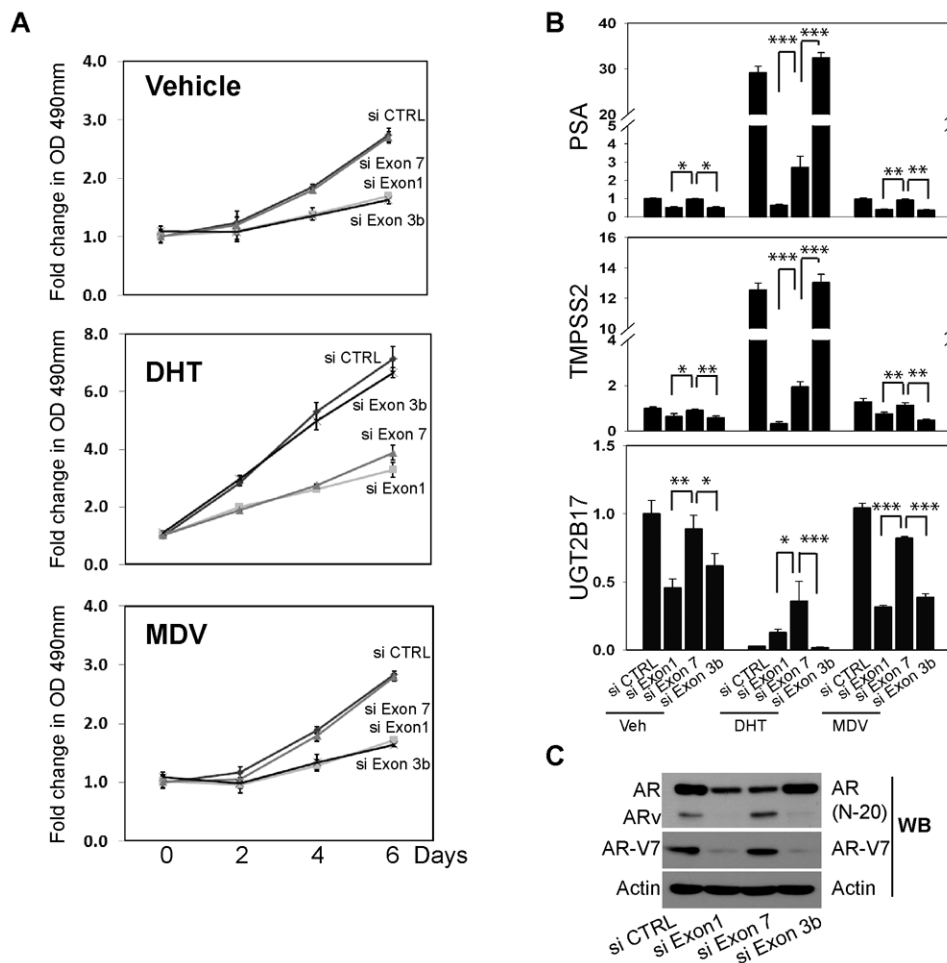 A
Vehicle
Fold change in OD 490mm
4.0
3.0
2.0
1.0
0.0
si CTRL
si Exon 7
si Exon1
si Exon 3b
DHT
Fold change in OD 490mm
8.0
6.0
4.0
2.0
0.0
si CTRL
si Exon 3b
si Exon 7
si Exon1
MDV
Fold change in OD 490mm
4.0
3.0
2.0
1.0
0.0
si CTRL
si Exon 7
si Exon1
si Exon 3b
0 2 4 6 Days
B
PSA
40
30
20
5
4
3
2
1
0
* *
*** ***
** **
TMPSS2
16
14
12
10
4
2
0
* **
*** ***
** **
UGT2B17
1.0
0.5
0.0
** *
* ***
*** ***
si CTRL si Exon1 si Exon 7 si Exon 3b
si CTRL si Exon1 si Exon 7 si Exon 3b
si CTRL si Exon1 si Exon 7 si Exon 3b
Veh DHT MDV
C
AR AR
ARv (N-20)
AR-V7 AR-V7
Actin Actin
WB
si CTRL si Exon1 si Exon 7 si Exon 3b